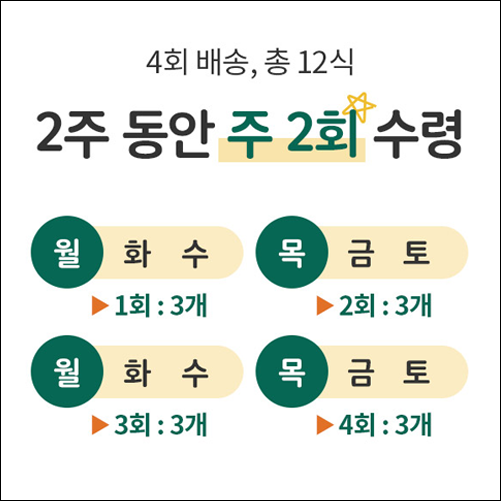 4회 배송, 총 12식
2주 동안 주 2회 수령
월 화 수 목 금 토
▶ 1회 : 3개 ▶ 2회 : 3개
월 화 수 목 금 토
▶ 3회 : 3개 ▶ 4회 : 3개